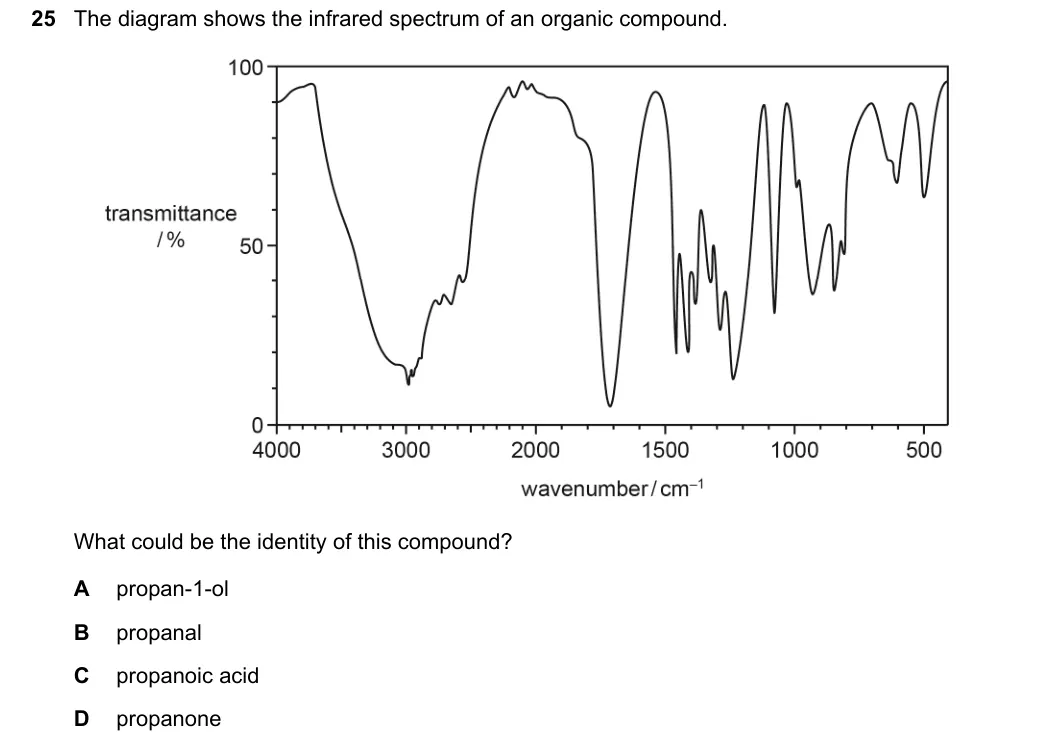 25 The diagram shows the infrared spectrum of an organic compound.
100
transmittance
/ %
50
0
4000 3000 2000 1500 1000 500
wavenumber / cm⁻¹
What could be the identity of this compound?
A propan-1-ol
B propanal
C propanoic acid
D propanone